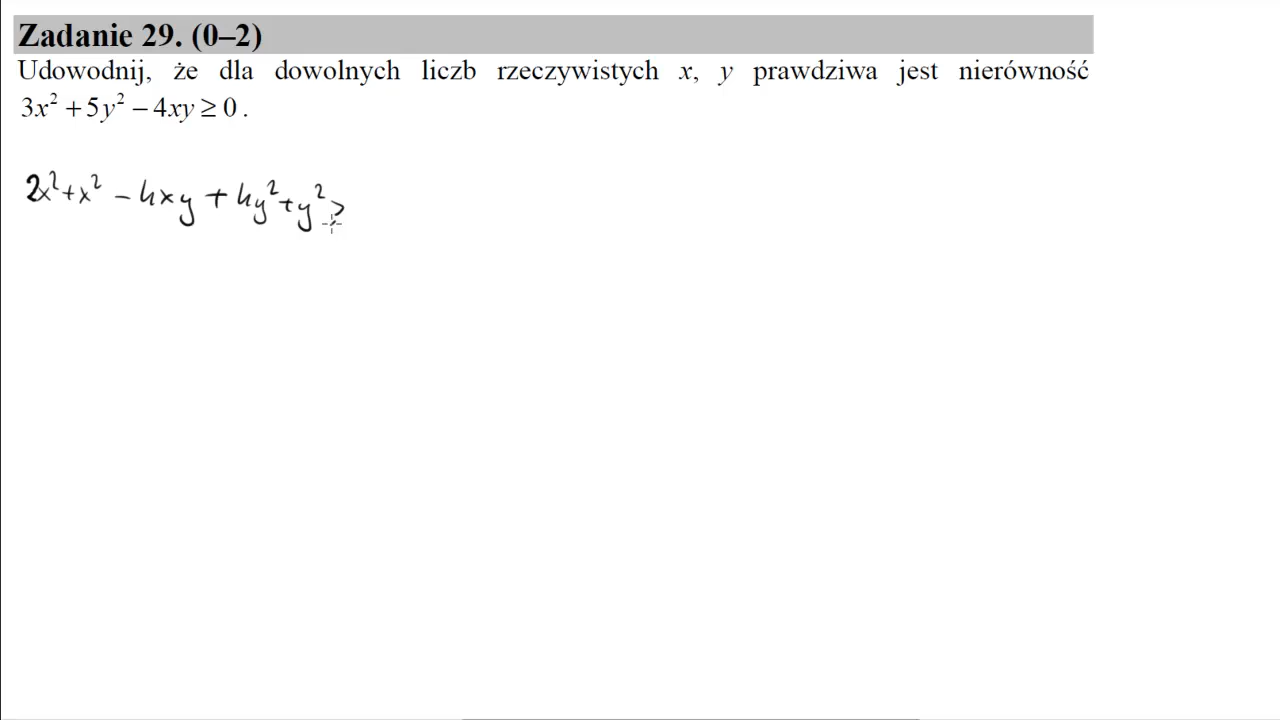 Zadanie 29. (0–2)
Udowodnij, że dla dowolnych liczb rzeczywistych x, y prawdziwa jest nierówność
3x² + 5y² − 4xy ≥ 0.
2x² + x² − 4xy + 4y² + y² ≥